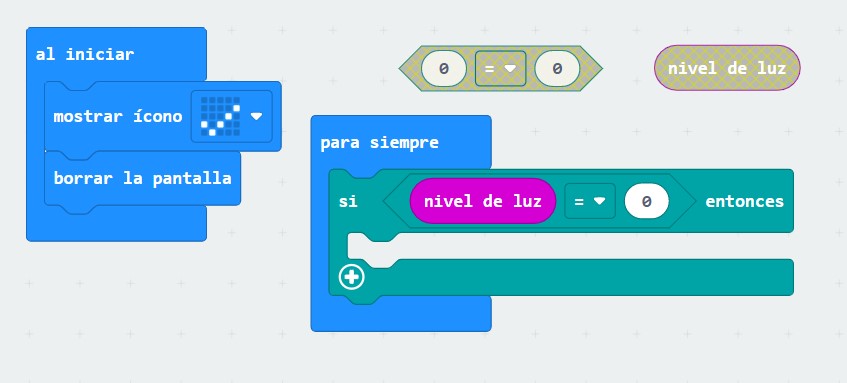 al iniciar
mostrar ícono
borrar la pantalla
0 = 0
nivel de luz
para siempre
si nivel de luz = 0 entonces